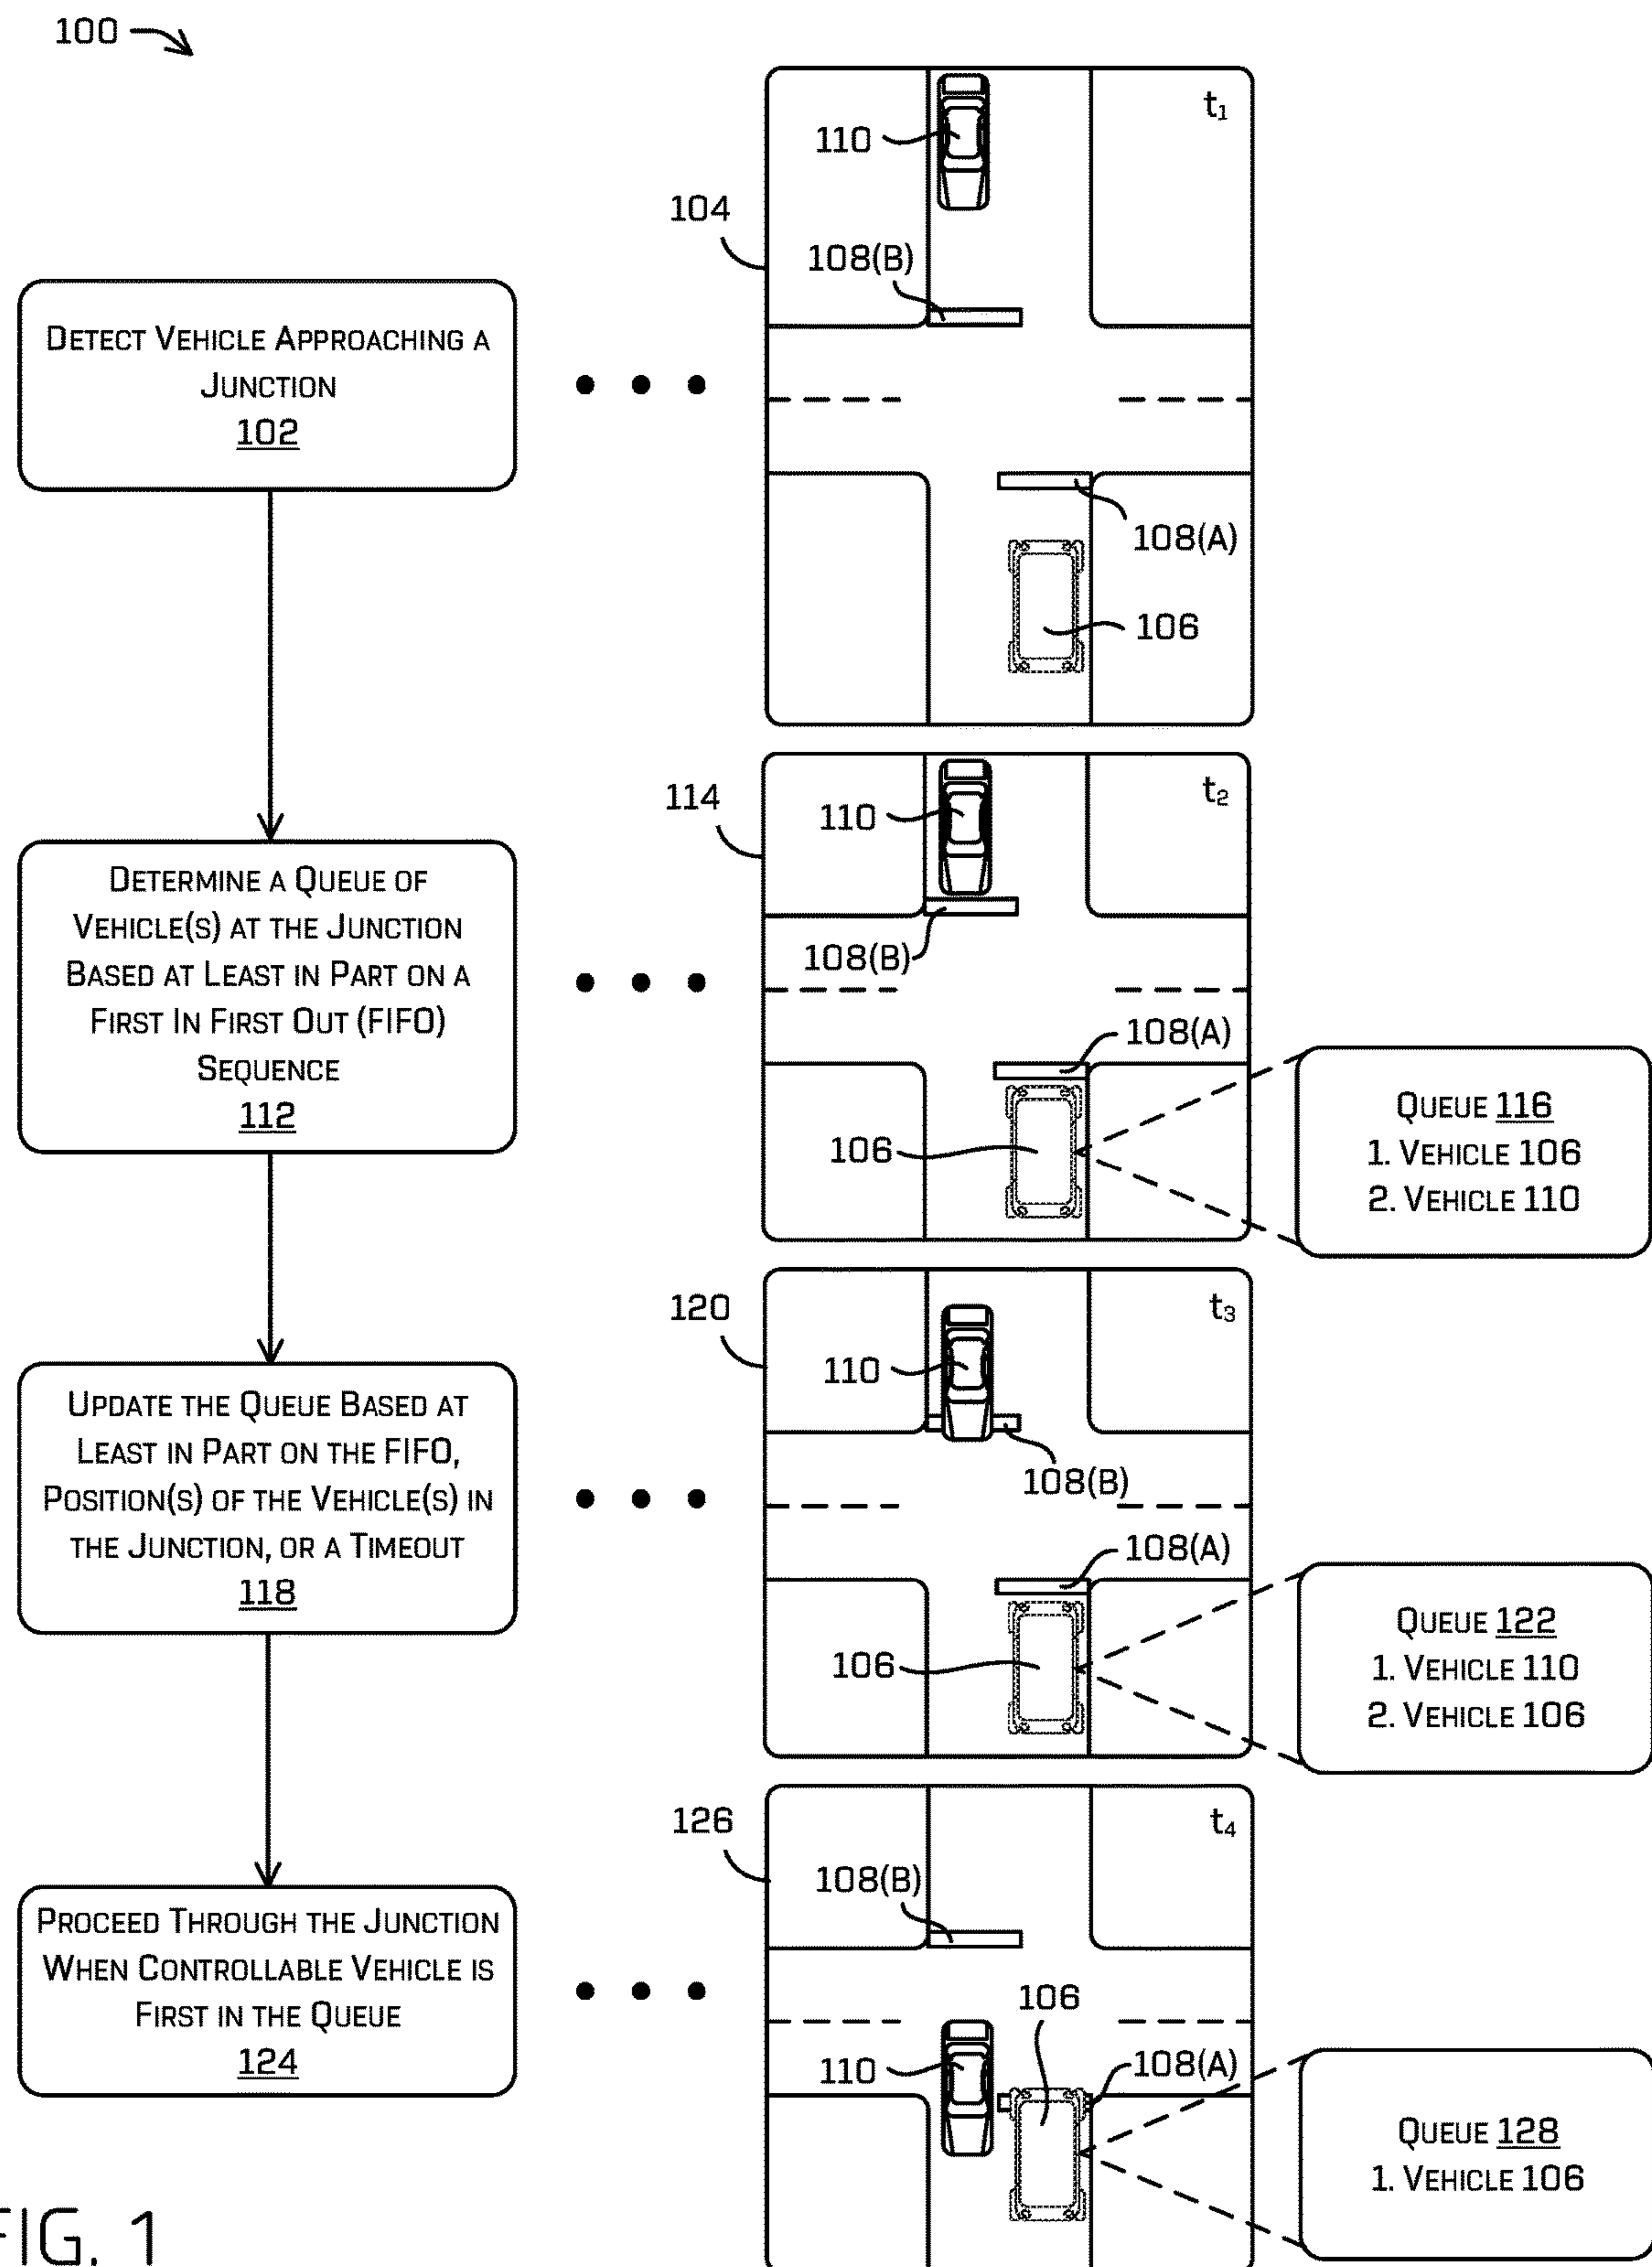 100
t1
110
104
108(B)
DETECT VEHICLE APPROACHING A
JUNCTION
102
108(A)
106
114
t2
110
108(B)
DETERMINE A QUEUE OF
VEHICLE(S) AT THE JUNCTION
BASED AT LEAST IN PART ON A
FIRST IN FIRST OUT (FIFO)
SEQUENCE
112
108(A)
106
QUEUE 116
1. VEHICLE 106
2. VEHICLE 110
120
t3
110
108(B)
UPDATE THE QUEUE BASED AT
LEAST IN PART ON THE FIFO,
POSITION(S) OF THE VEHICLE(S) IN
THE JUNCTION, OR A TIMEOUT
118
108(A)
106
QUEUE 122
1. VEHICLE 110
2. VEHICLE 106
126
t4
108(B)
PROCEED THROUGH THE JUNCTION
WHEN CONTROLLABLE VEHICLE IS
FIRST IN THE QUEUE
124
106
110
108(A)
QUEUE 128
1. VEHICLE 106
FIG. 1